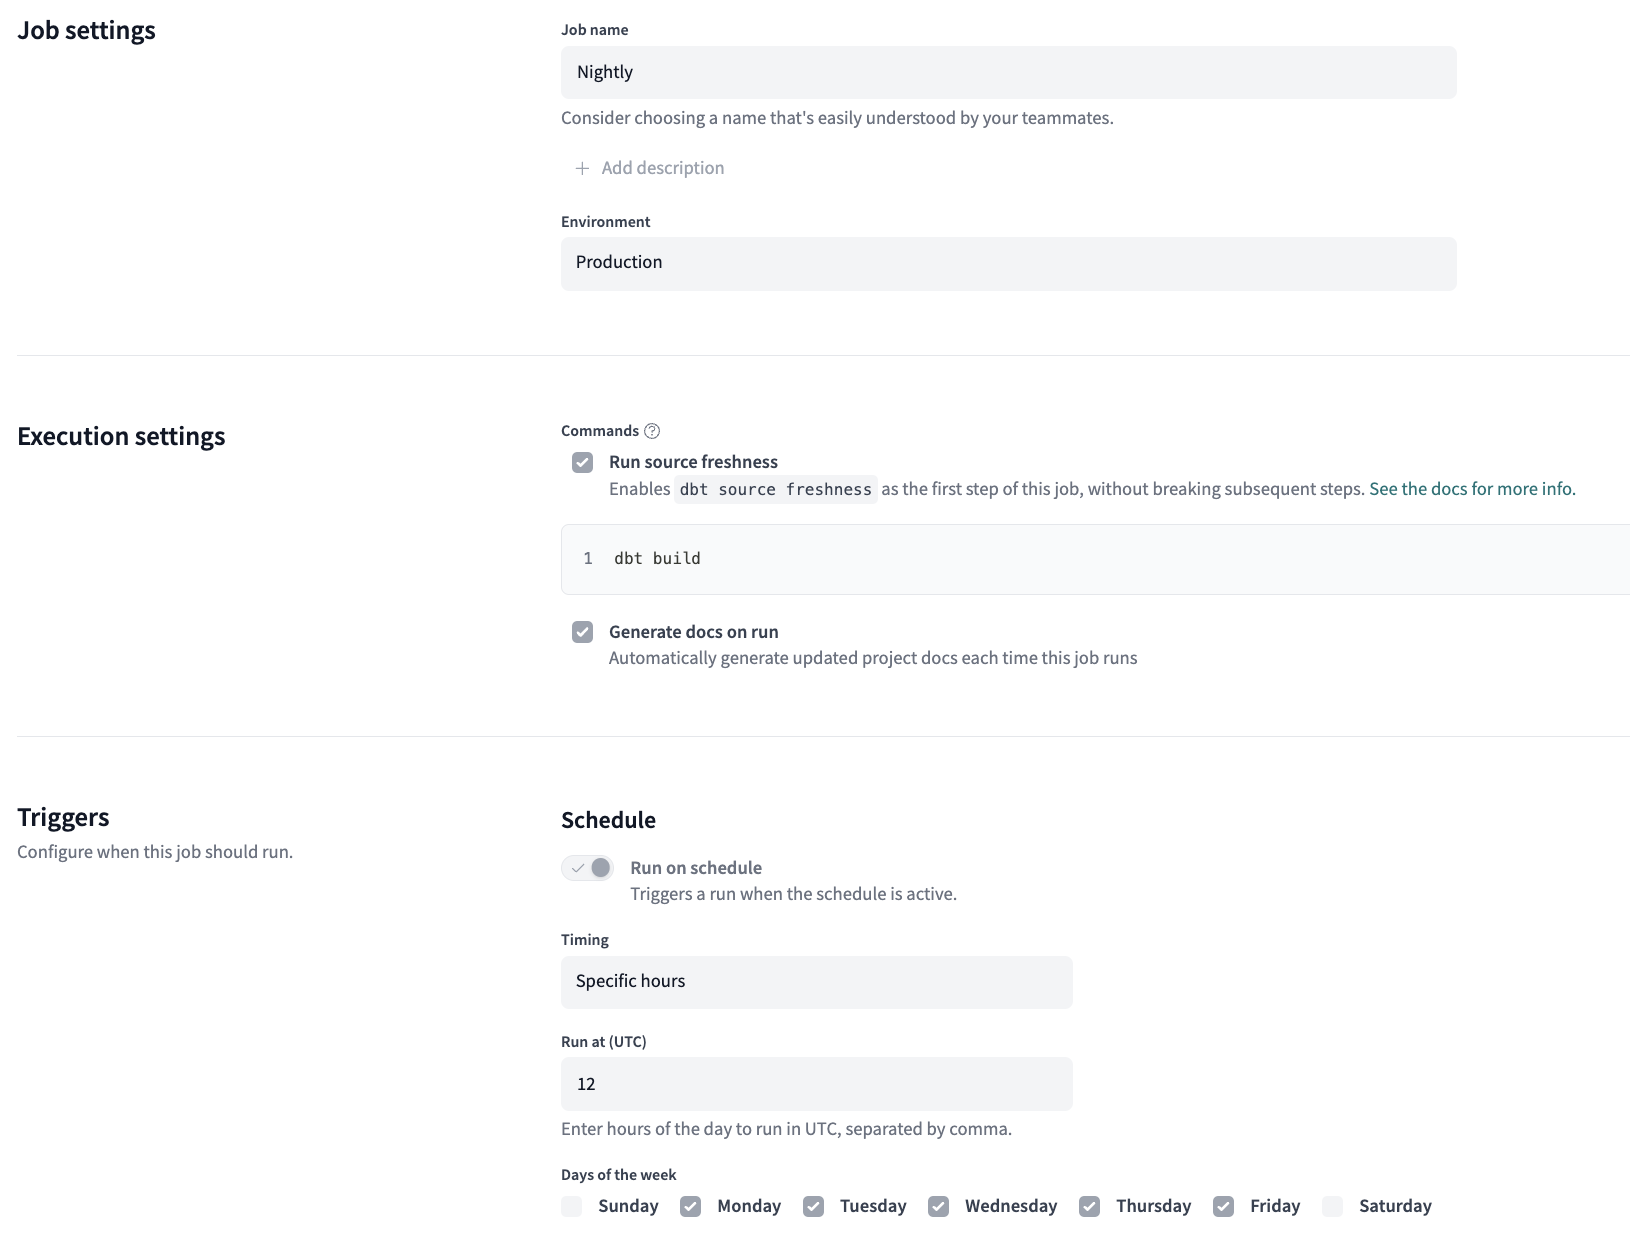 Job settings
Job name
Nightly
Consider choosing a name that's easily understood by your teammates.
+ Add description
Environment
Production
Execution settings
Commands ?
Run source freshness
Enables dbt source freshness as the first step of this job, without breaking subsequent steps. See the docs for more info.
1 dbt build
Generate docs on run
Automatically generate updated project docs each time this job runs
Triggers
Configure when this job should run.
Schedule
Run on schedule
Triggers a run when the schedule is active.
Timing
Specific hours
Run at (UTC)
12
Enter hours of the day to run in UTC, separated by comma.
Days of the week
Sunday Monday Tuesday Wednesday Thursday Friday Saturday